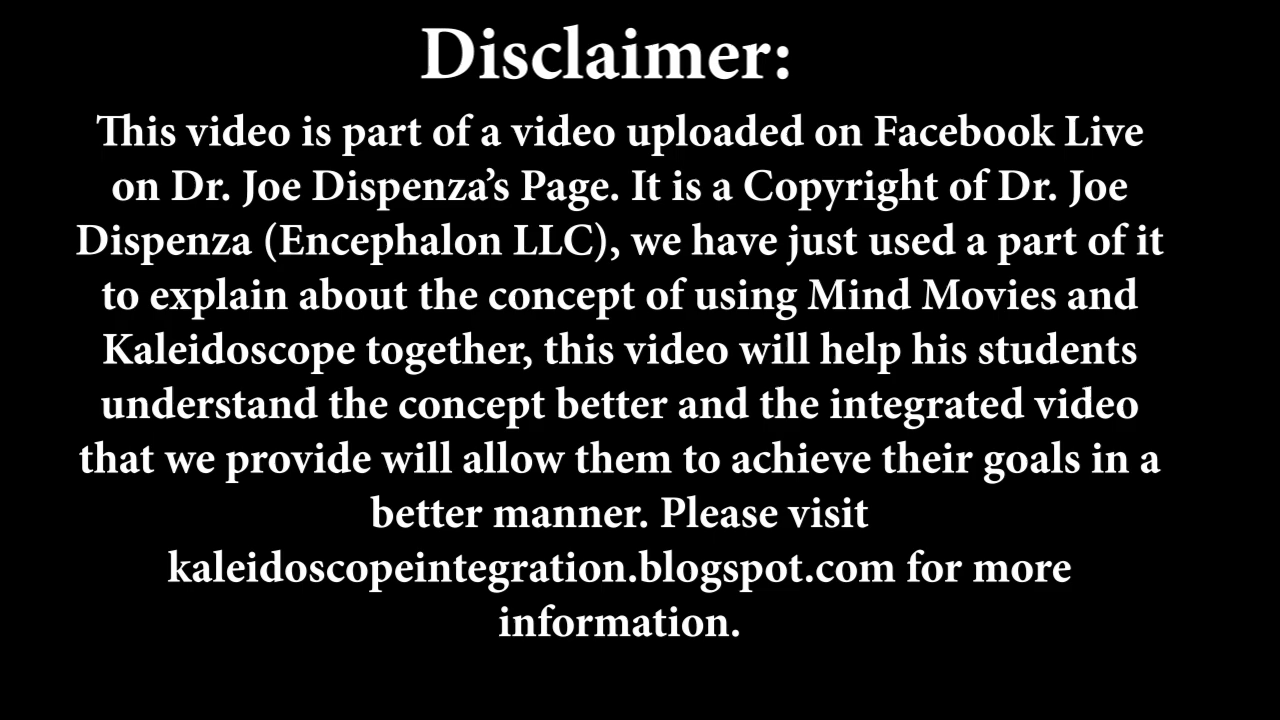 Disclaimer:
This video is part of a video uploaded on Facebook Live
on Dr. Joe Dispenza’s Page. It is a Copyright of Dr. Joe
Dispenza (Encephalon LLC), we have just used a part of it
to explain about the concept of using Mind Movies and
Kaleidoscope together, this video will help his students
understand the concept better and the integrated video
that we provide will allow them to achieve their goals in a
better manner. Please visit
kaleidoscopeintegration.blogspot.com for more
information.